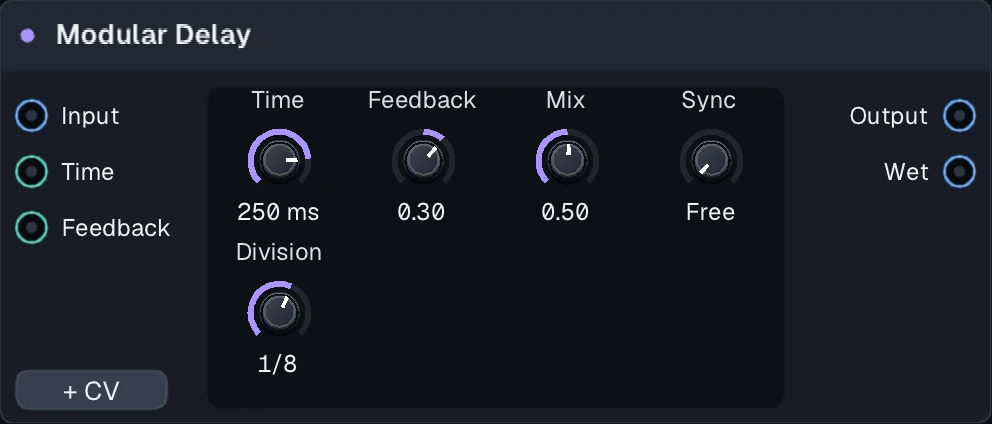 Modular Delay
Input
Time
Feedback
+ CV
Time Feedback Mix Sync
250 ms 0.30 0.50 Free
Division
1/8
Output
Wet